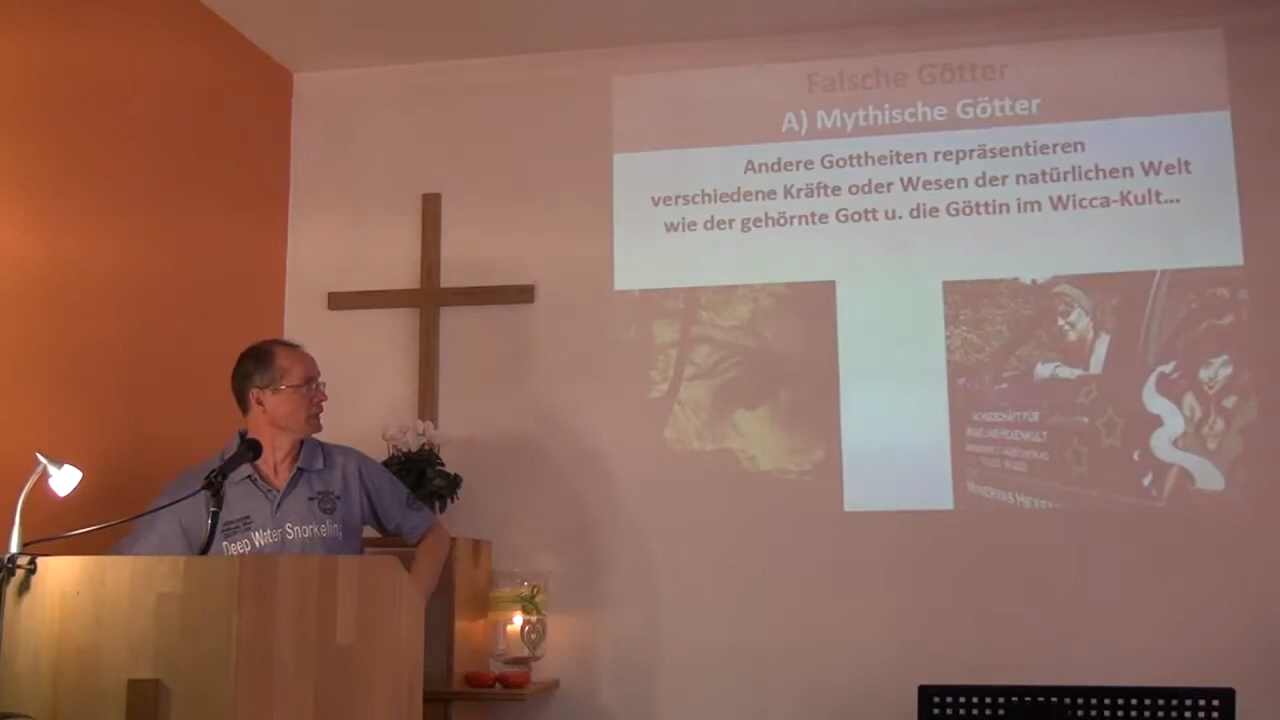 Falsche Götter
A) Mythische Götter
Andere Gottheiten repräsentieren
verschiedene Kräfte oder Wesen der natürlichen Welt
wie der gehörnte Gott u. die Göttin im Wicca-Kult...
Deep Water Snorkeling